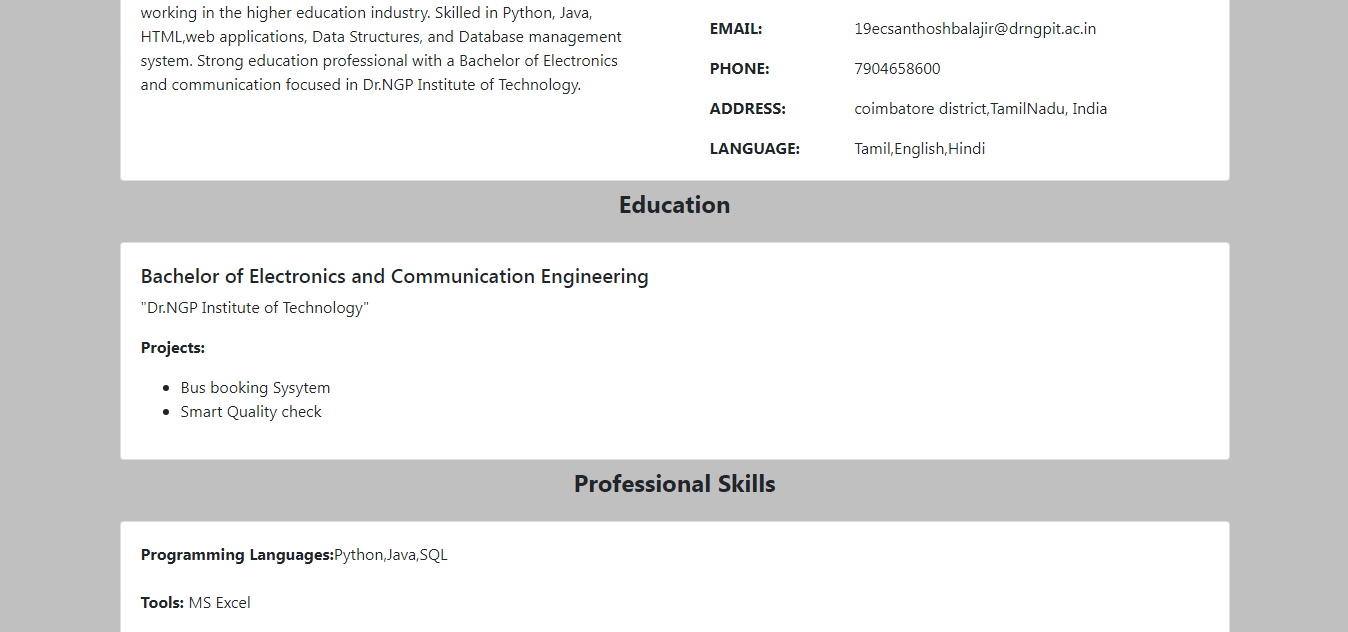 working in the higher education industry. Skilled in Python, Java,
HTML,web applications, Data Structures, and Database management
system. Strong education professional with a Bachelor of Electronics
and communication focused in Dr.NGP Institute of Technology.
EMAIL: 19ecsanthoshbalajir@drngpit.ac.in
PHONE: 7904658600
ADDRESS: coimbatore district,TamilNadu, India
LANGUAGE: Tamil,English,Hindi
Education
Bachelor of Electronics and Communication Engineering
"Dr.NGP Institute of Technology"
Projects:
• Bus booking Sysytem
• Smart Quality check
Professional Skills
Programming Languages:Python,Java,SQL
Tools: MS Excel